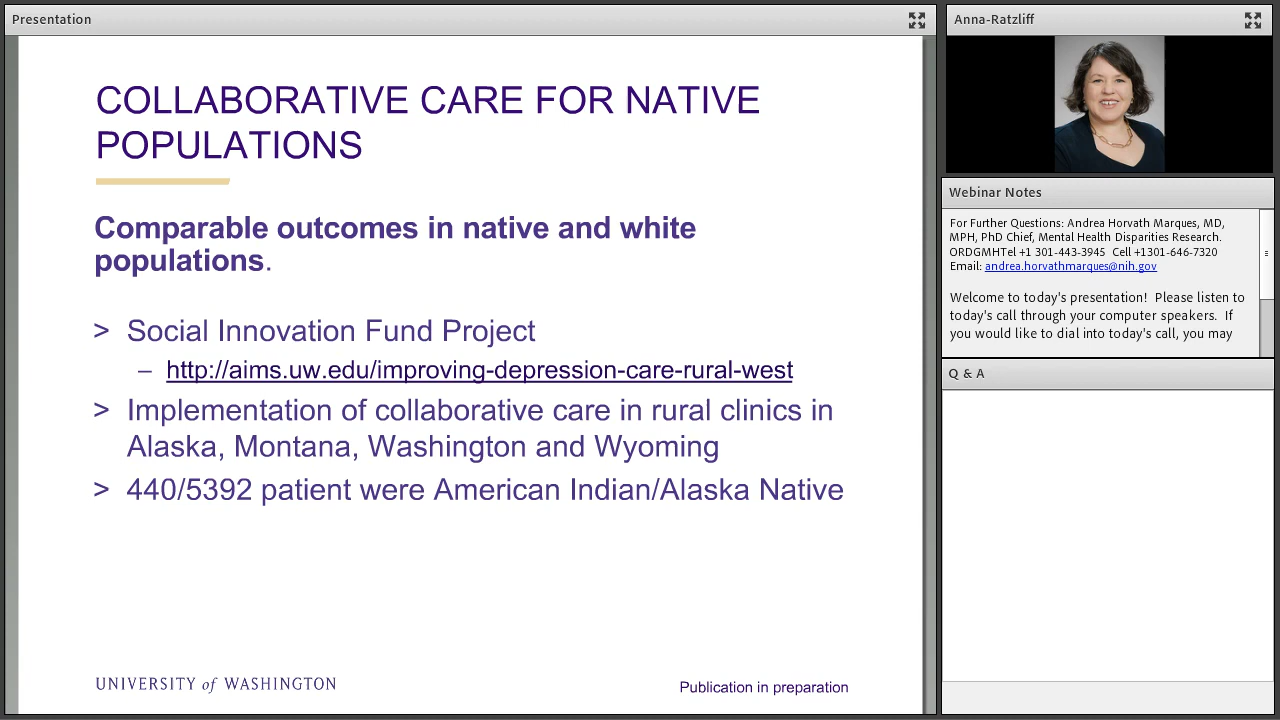 Presentation
COLLABORATIVE CARE FOR NATIVE
POPULATIONS
Comparable outcomes in native and white
populations.
> Social Innovation Fund Project
– http://aims.uw.edu/improving-depression-care-rural-west
> Implementation of collaborative care in rural clinics in
Alaska, Montana, Washington and Wyoming
> 440/5392 patient were American Indian/Alaska Native
UNIVERSITY of WASHINGTON
Publication in preparation
Anna-Ratzliff
Webinar Notes
For Further Questions: Andrea Horvath Marques, MD,
MPH, PhD Chief, Mental Health Disparities Research.
ORDGMHTel +1 301-443-3945 Cell +1301-646-7320
Email: andrea.horvathmarques@nih.gov
Welcome to today's presentation! Please listen to
today's call through your computer speakers. If
you would like to dial into today's call, you may
Q & A